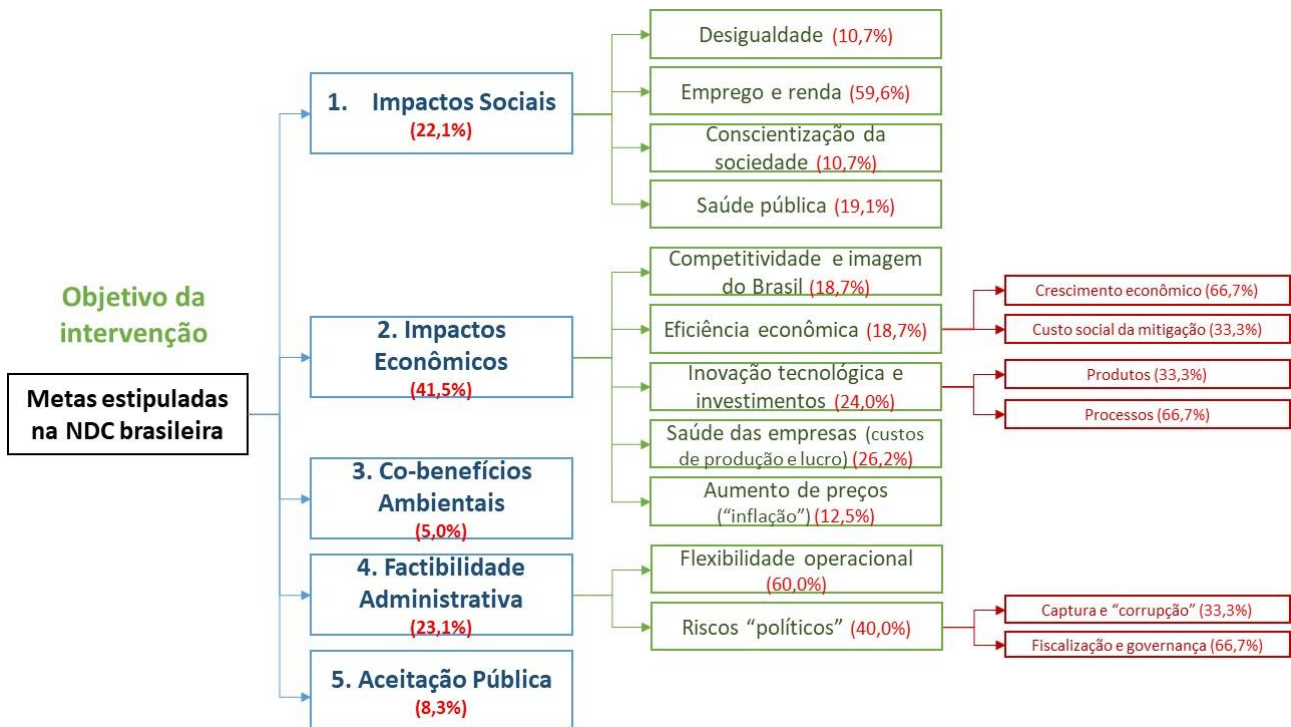 Objetivo da
intervenção
Metas estipuladas
na NDC brasileira
1. Impactos Sociais
(22,1%)
Desigualdade (10,7%)
Emprego e renda (59,6%)
Conscientização da
sociedade (10,7%)
Saúde pública (19,1%)
2. Impactos
Econômicos
(41,5%)
Competitividade e imagem
do Brasil (18,7%)
Eficiência econômica (18,7%)
Crescimento econômico (66,7%)
Custo social da mitigação (33,3%)
Inovação tecnológica e
investimentos (24,0%)
Produtos (33,3%)
Processos (66,7%)
Saúde das empresas (custos
de produção e lucro) (26,2%)
Aumento de preços
(“inflação”) (12,5%)
3. Co-benefícios
Ambientais
(5,0%)
4. Factibilidade
Administrativa
(23,1%)
Flexibilidade operacional
(60,0%)
Riscos “políticos” (40,0%)
Captura e “corrupção” (33,3%)
Fiscalização e governança (66,7%)
5. Aceitação Pública
(8,3%)